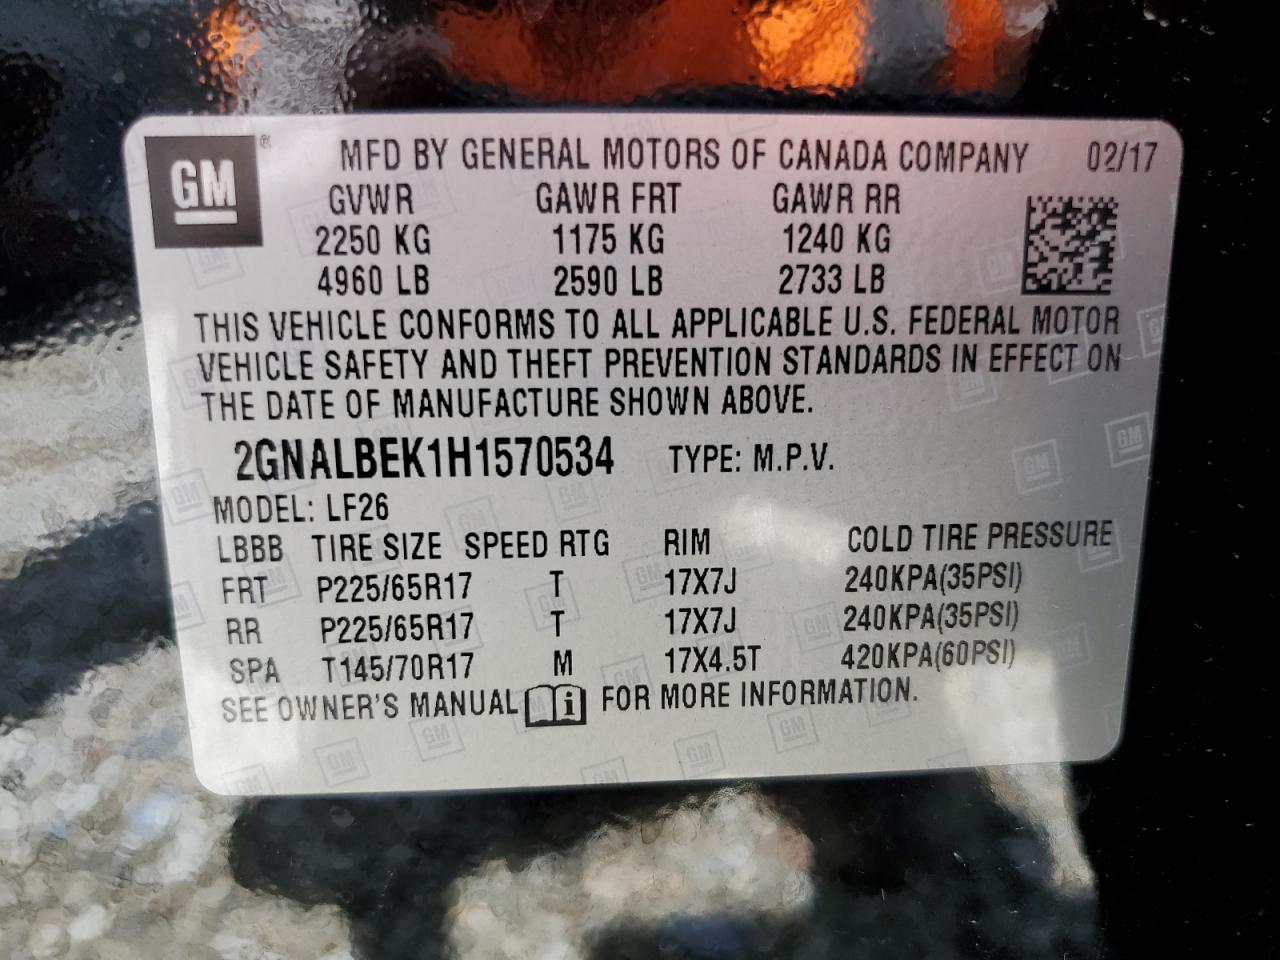 GM ® MFD BY GENERAL MOTORS OF CANADA COMPANY 02/17
GVWR GAWR FRT GAWR RR
2250 KG 1175 KG 1240 KG
4960 LB 2590 LB 2733 LB
THIS VEHICLE CONFORMS TO ALL APPLICABLE U.S. FEDERAL MOTOR
VEHICLE SAFETY AND THEFT PREVENTION STANDARDS IN EFFECT ON
THE DATE OF MANUFACTURE SHOWN ABOVE.
2GNALBEK1H1570534 TYPE: M.P.V.
MODEL: LF26
LBBB TIRE SIZE SPEED RTG RIM COLD TIRE PRESSURE
FRT P225/65R17 T 17X7J 240KPA(35PSI)
RR P225/65R17 T 17X7J 240KPA(35PSI)
SPA T145/70R17 M 17X4.5T 420KPA(60PSI)
SEE OWNER'S MANUAL i FOR MORE INFORMATION.